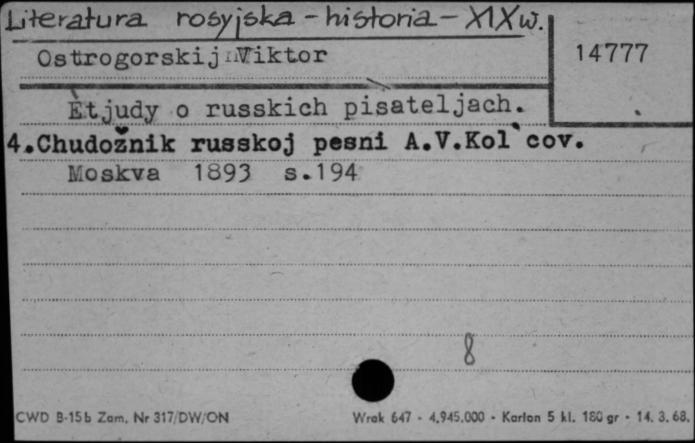 Literatura rosyjska - historia - XIX w.
Ostrogorskij Viktor
14777
Ètjudy o russkich pisateljach.
4.Chudožnik russkoj pesni A.V.Kol'cov.
Moskva 1893 s.194
8
CWD B-15b Zam. Nr 317/DW/ON
Wrak 647 - 4.945.000 - Karton 5 kl. 180 gr - 14. 3. 68.